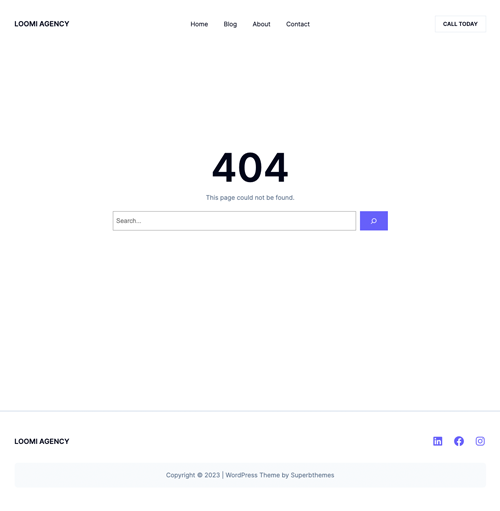 LOOMI AGENCY
Home Blog About Contact
CALL TODAY
404
This page could not be found.
Search...
LOOMI AGENCY
Copyright © 2023 | WordPress Theme by Superbthemes